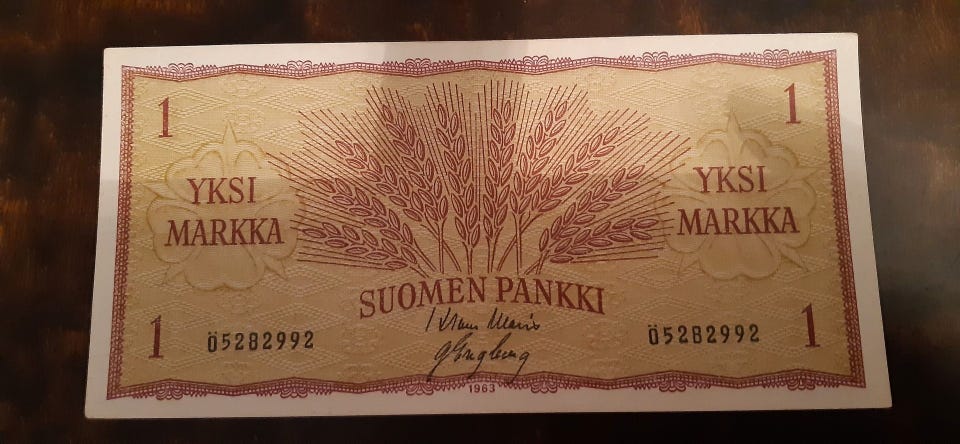 1 1
YKSI MARKKA
YKSI MARKKA
SUOMEN PANKKI
1 1
Ö5282992 Ö5282992
1963